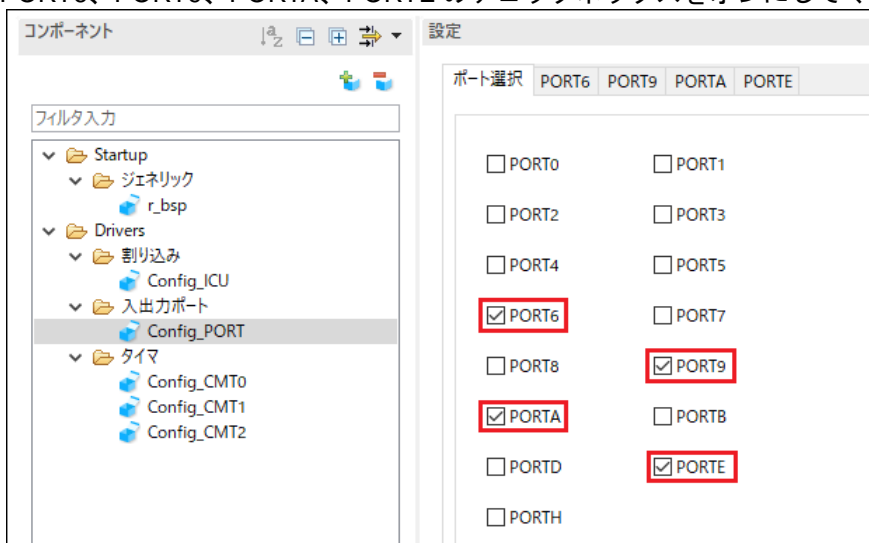 コンポーネント
設定
ポート選択 PORT6 PORT9 PORTA PORTE
フィルタ入力
Startup
ジェネリック
r_bsp
Drivers
割り込み
Config_ICU
入出力ポート
Config_PORT
タイマ
Config_CMT0
Config_CMT1
Config_CMT2
PORT0 PORT1
PORT2 PORT3
PORT4 PORT5
PORT6 PORT7
PORT8 PORT9
PORTA PORTB
PORTD PORTE
PORTH